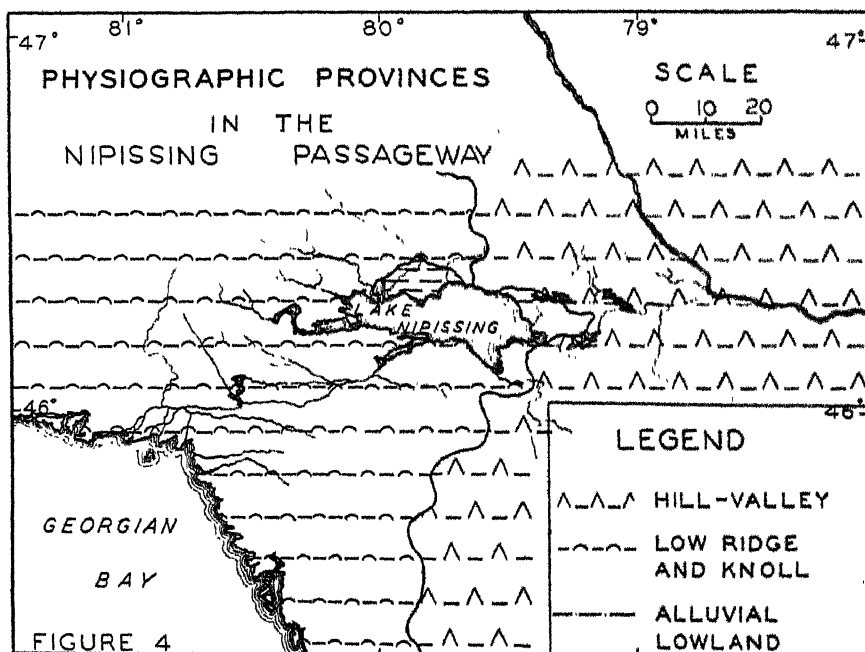 47° 81° 80° 79° 47°
PHYSIOGRAPHIC PROVINCES
IN THE
NIPISSING PASSAGEWAY
SCALE
0 10 20
MILES
LAKE
NIPISSING
46° 46°
GEORGIAN
BAY
FIGURE 4
LEGEND
HILL-VALLEY
LOW RIDGE
AND KNOLL
ALLUVIAL
LOWLAND